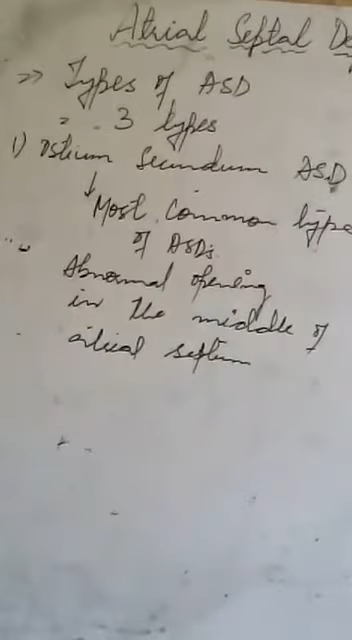 Atrial Septal De
=> Types of ASD
3 types
1) Ostium Secundum ASD
↓
Most Common type
of ASDs
Abnormal opening
in the middle of
atrial septum